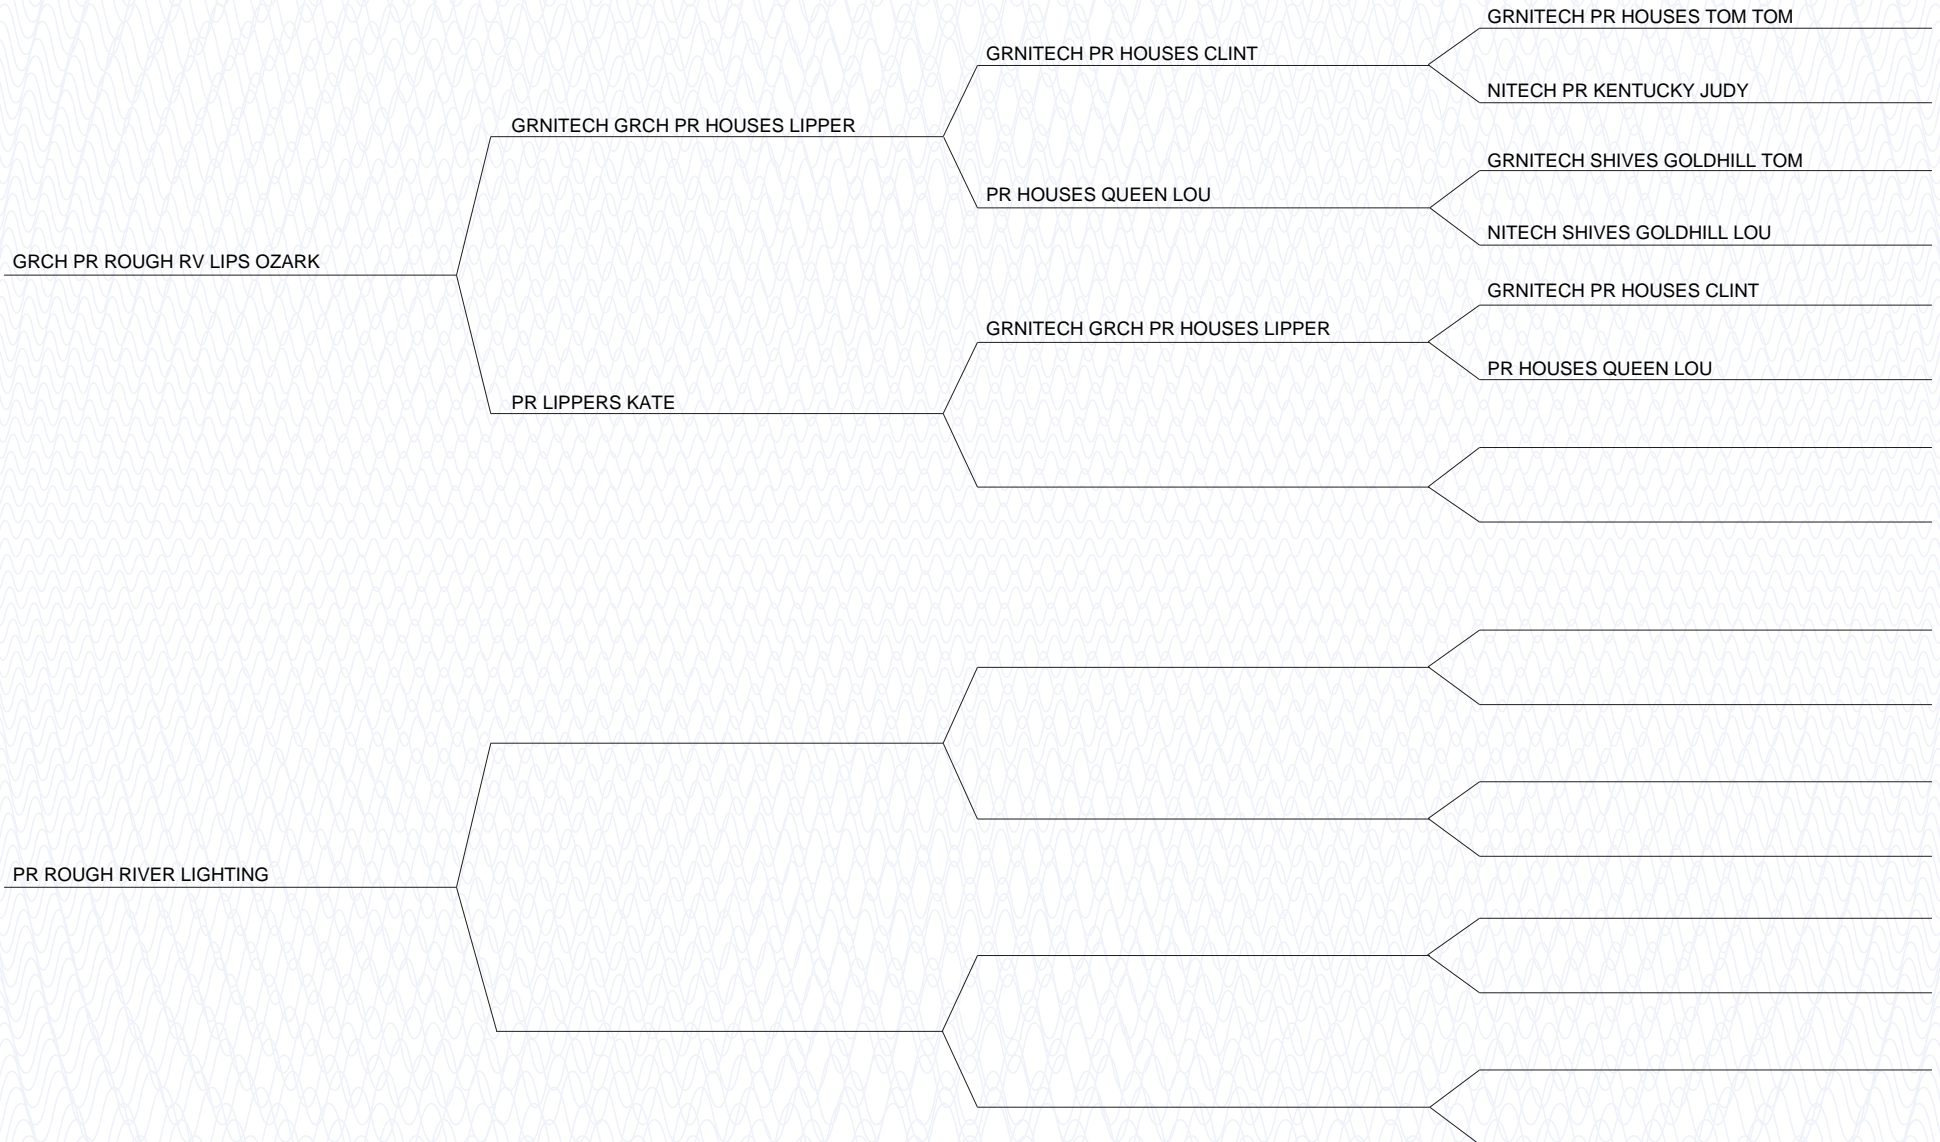 GRNITECH PR HOUSES TOM TOM
GRNITECH PR HOUSES CLINT
NITECH PR KENTUCKY JUDY
GRNITECH GRCH PR HOUSES LIPPER
GRNITECH SHIVES GOLDHILL TOM
PR HOUSES QUEEN LOU
NITECH SHIVES GOLDHILL LOU
GRCH PR ROUGH RV LIPS OZARK
GRNITECH PR HOUSES CLINT
GRNITECH GRCH PR HOUSES LIPPER
PR HOUSES QUEEN LOU
PR LIPPERS KATE
PR ROUGH RIVER LIGHTING